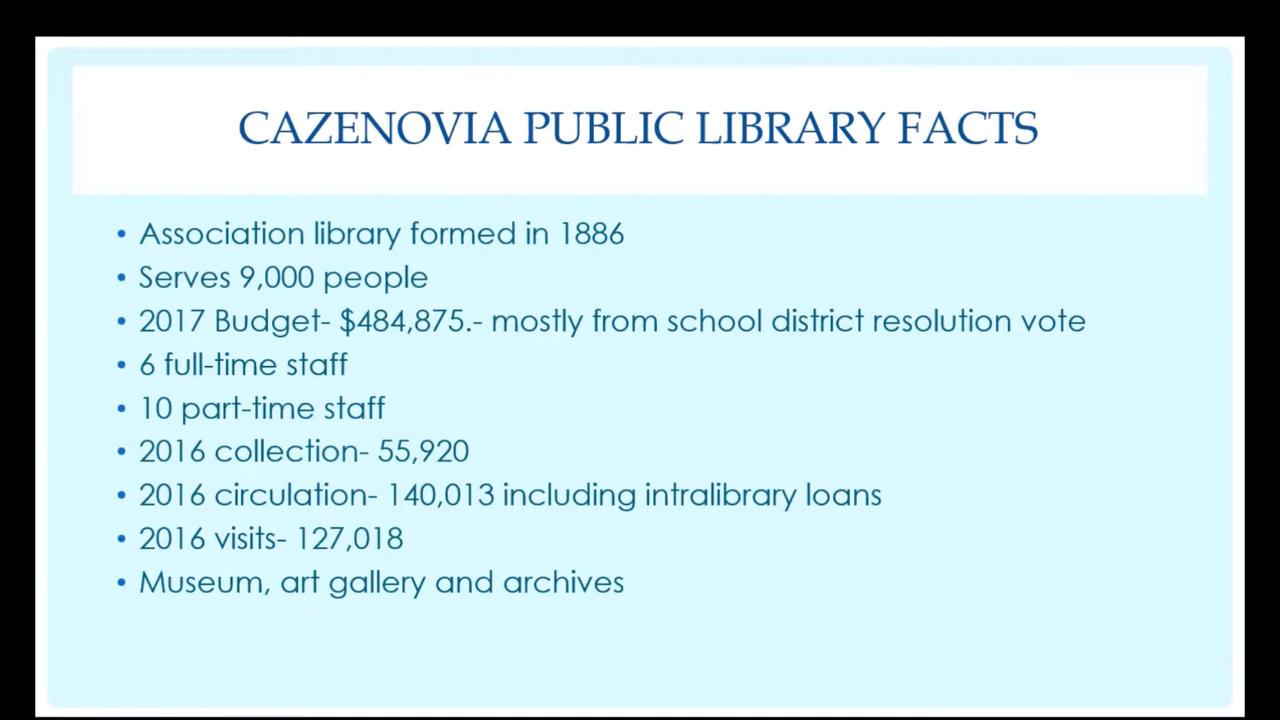 CAZENOVIA PUBLIC LIBRARY FACTS
• Association library formed in 1886
• Serves 9,000 people
• 2017 Budget- $484,875.- mostly from school district resolution vote
• 6 full-time staff
• 10 part-time staff
• 2016 collection- 55,920
• 2016 circulation- 140,013 including intralibrary loans
• 2016 visits- 127,018
• Museum, art gallery and archives